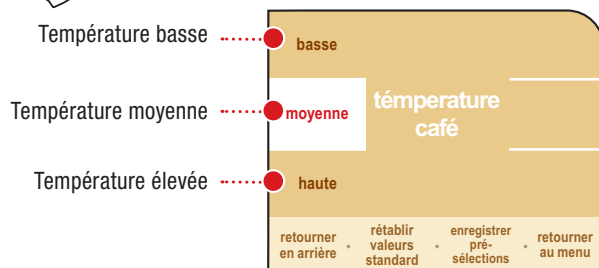 Température basse
basse
Température moyenne
moyenne
témperature
café
Température élevée
haute
retourner
en arrière
rétablir
valeurs
standard
enregistrer
pré-
sélections
retourner
au menu